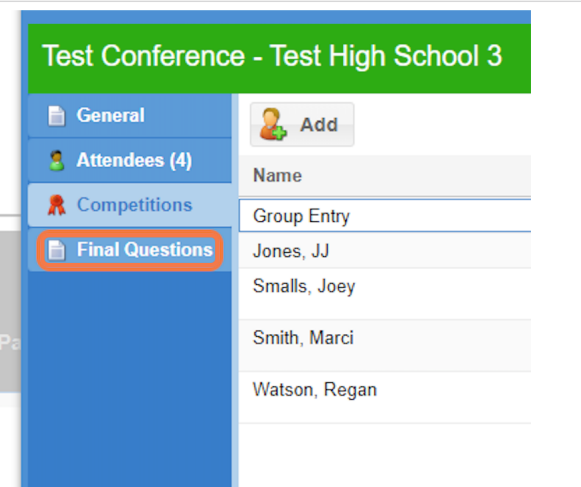 Test Conference - Test High School 3
General
Attendees (4)
Competitions
Final Questions
Add
Name
Group Entry
Jones, JJ
Smalls, Joey
Smith, Marci
Watson, Regan
Pa